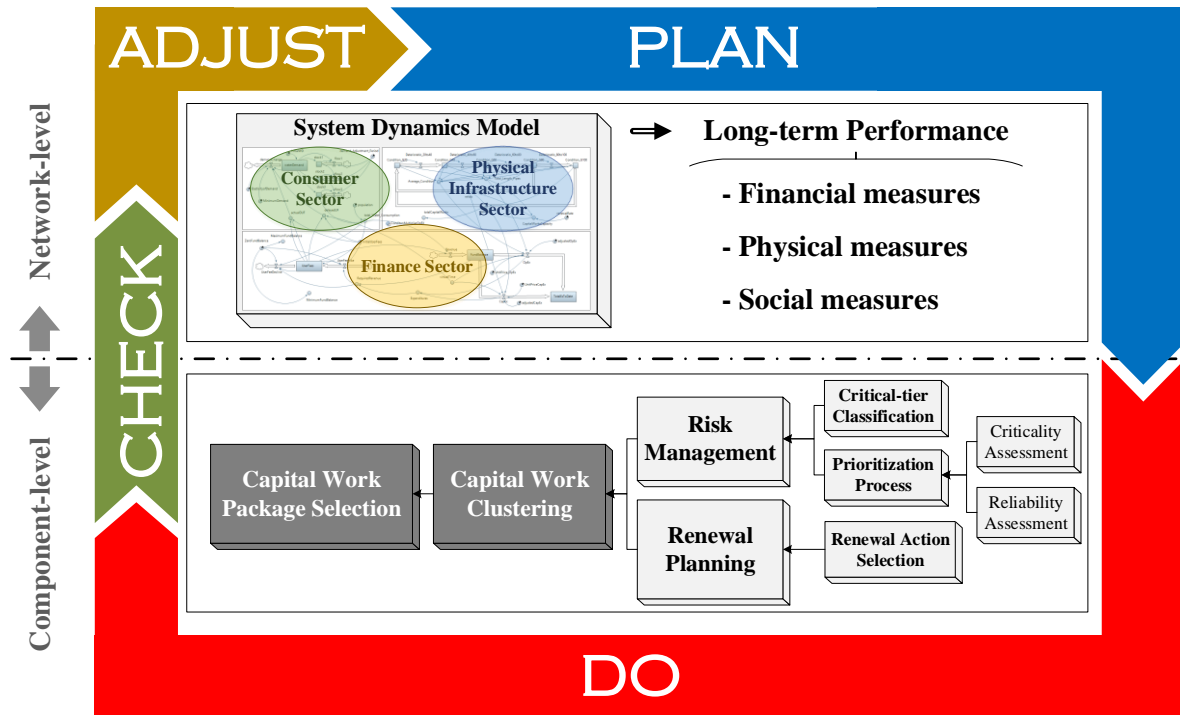 ADJUST
PLAN
CHECK
DO
Network-level
Component-level
System Dynamics Model
Consumer
Sector
Physical
Infrastructure
Sector
Finance Sector
Long-term Performance
- Financial measures
- Physical measures
- Social measures
Capital Work
Package Selection
Capital Work
Clustering
Risk
Management
Renewal
Planning
Critical-tier
Classification
Prioritization
Process
Renewal Action
Selection
Criticality
Assessment
Reliability
Assessment